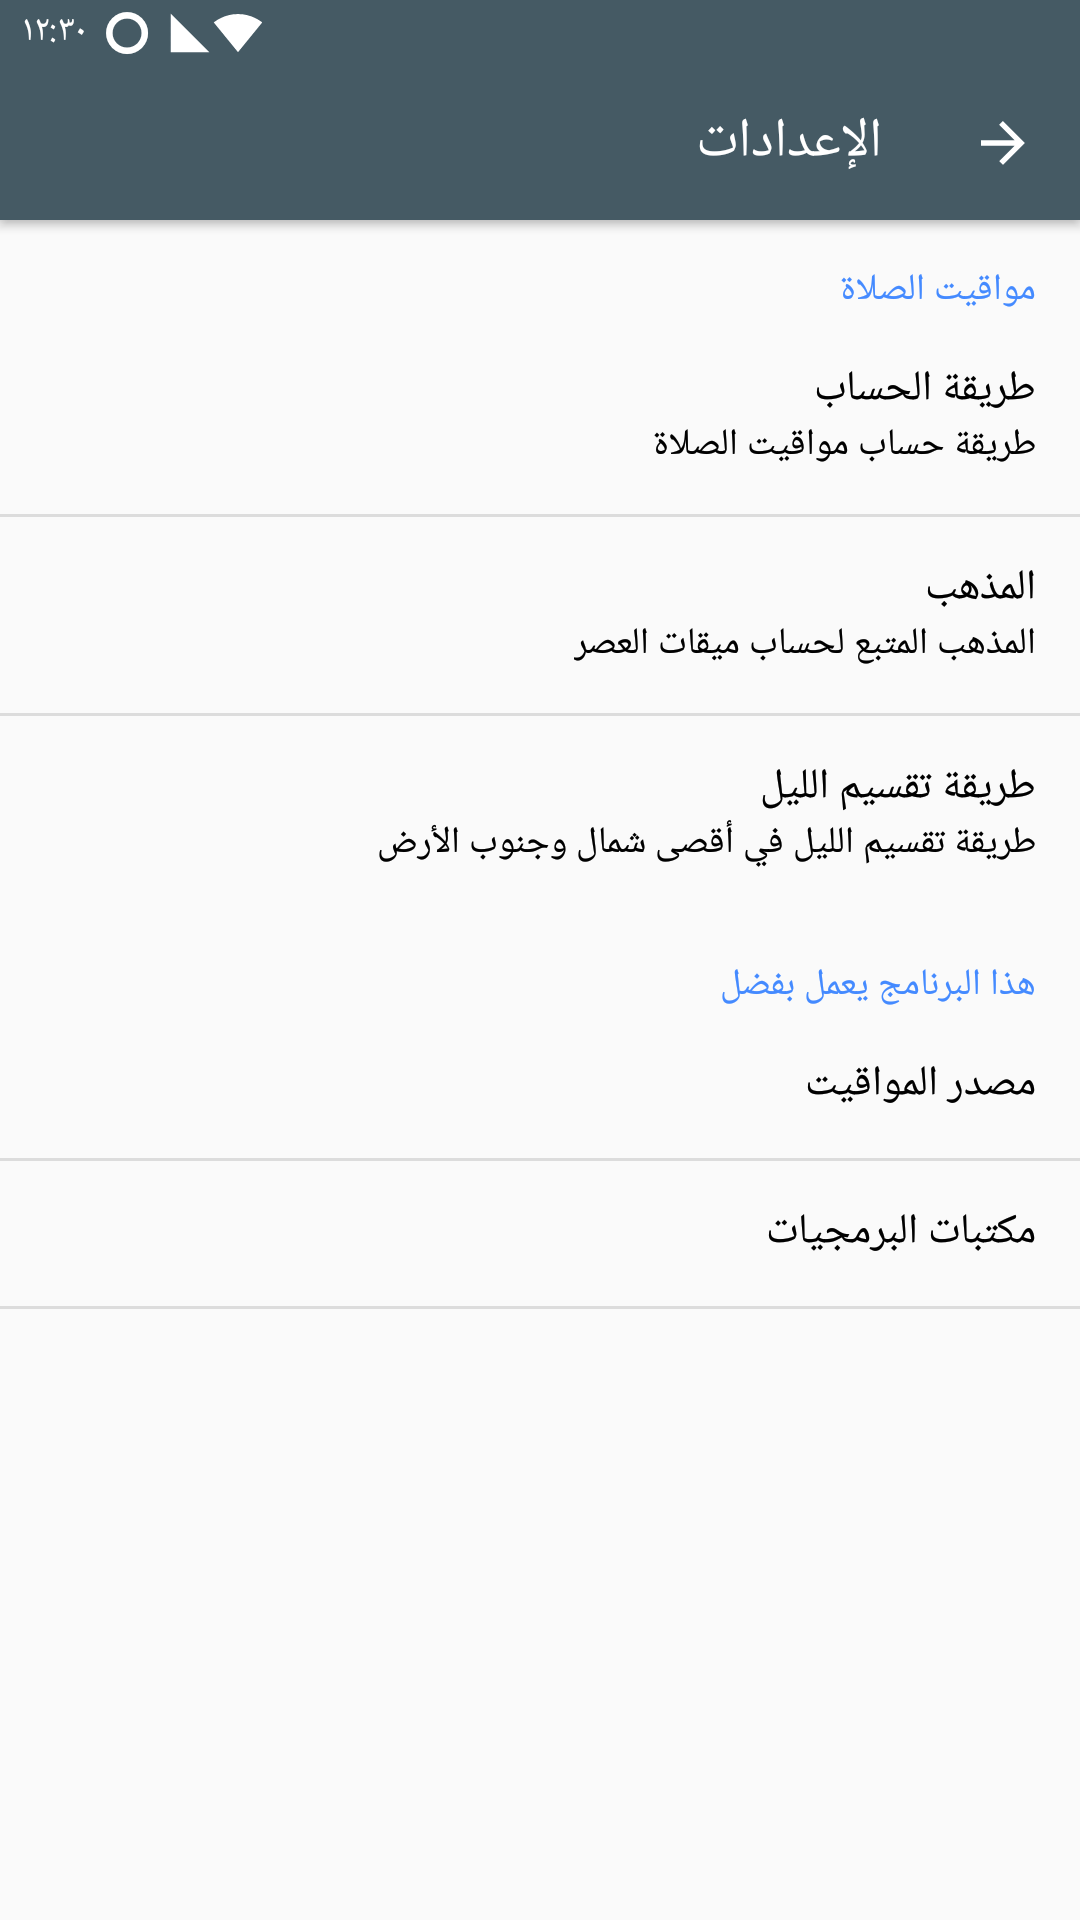 ١٢:٣٠
الإعدادات
مواقيت الصلاة
طريقة الحساب
طريقة حساب مواقيت الصلاة
المذهب
المذهب المتبع لحساب ميقات العصر
طريقة تقسيم الليل
طريقة تقسيم الليل في أقصى شمال وجنوب الأرض
هذا البرنامج يعمل بفضل
مصدر المواقيت
مكتبات البرمجيات